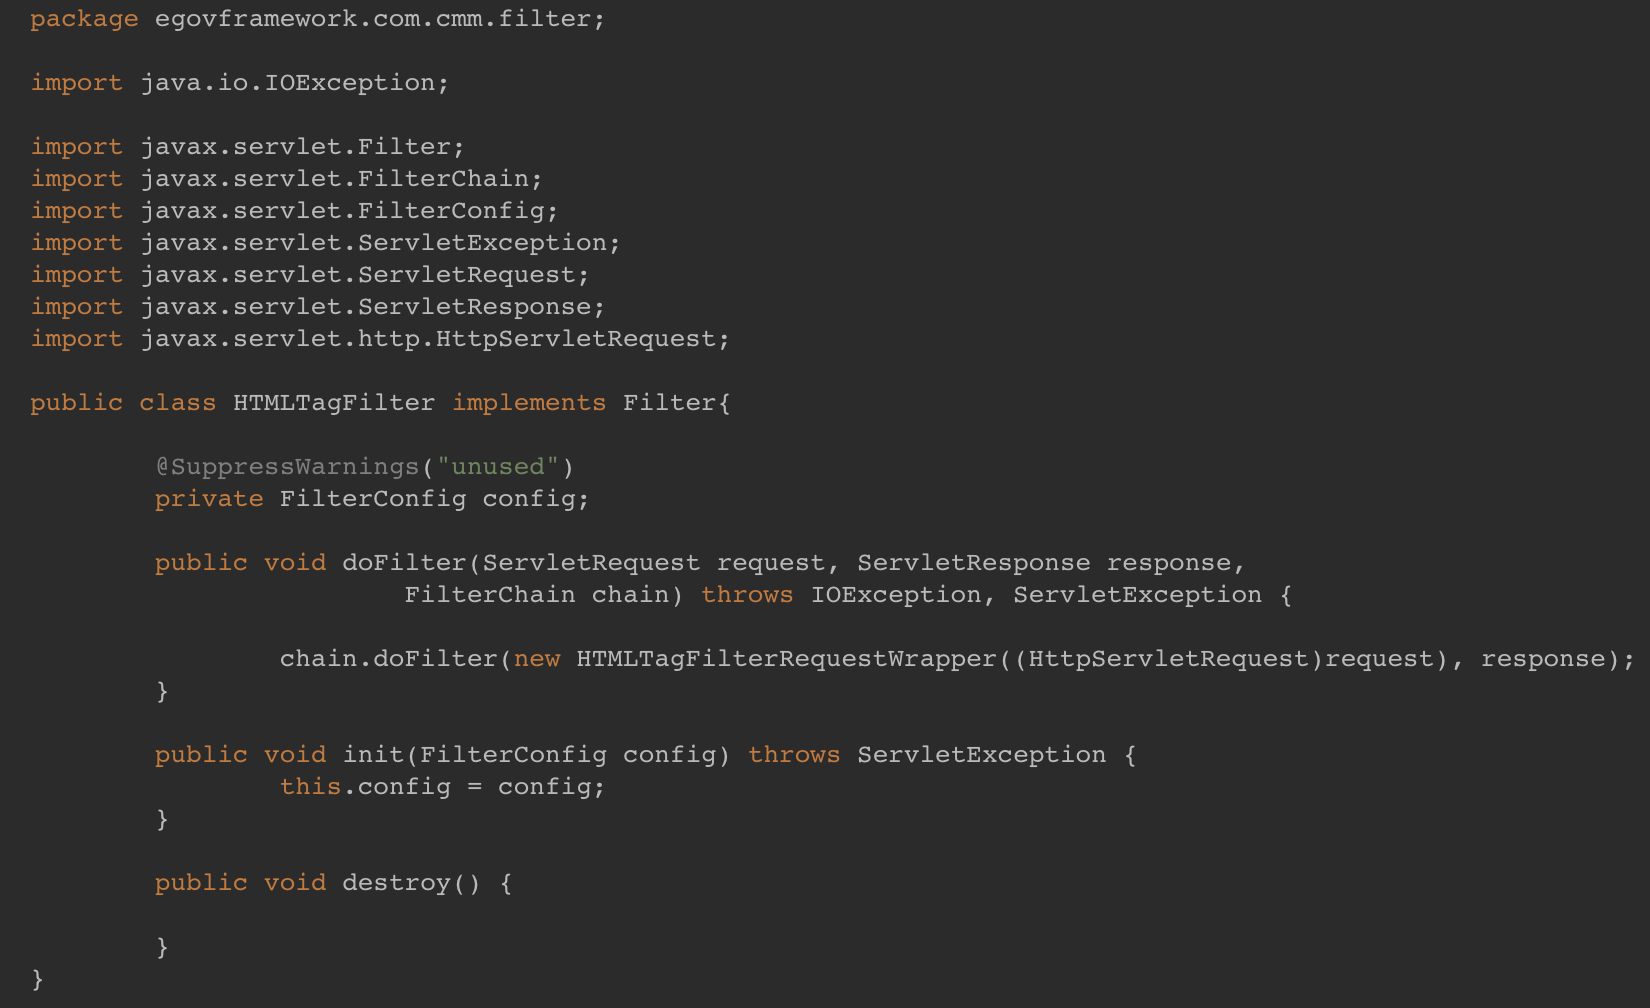 package egovframework.com.cmm.filter;
import java.io.IOException;
import javax.servlet.Filter;
import javax.servlet.FilterChain;
import javax.servlet.FilterConfig;
import javax.servlet.ServletException;
import javax.servlet.ServletRequest;
import javax.servlet.ServletResponse;
import javax.servlet.http.HttpServletRequest;
public class HTMLTagFilter implements Filter{
@SuppressWarnings("unused")
private FilterConfig config;
public void doFilter(ServletRequest request, ServletResponse response,
FilterChain chain) throws IOException, ServletException {
chain.doFilter(new HTMLTagFilterRequestWrapper((HttpServletRequest)request), response);
}
public void init(FilterConfig config) throws ServletException {
this.config = config;
}
public void destroy() {
}
}